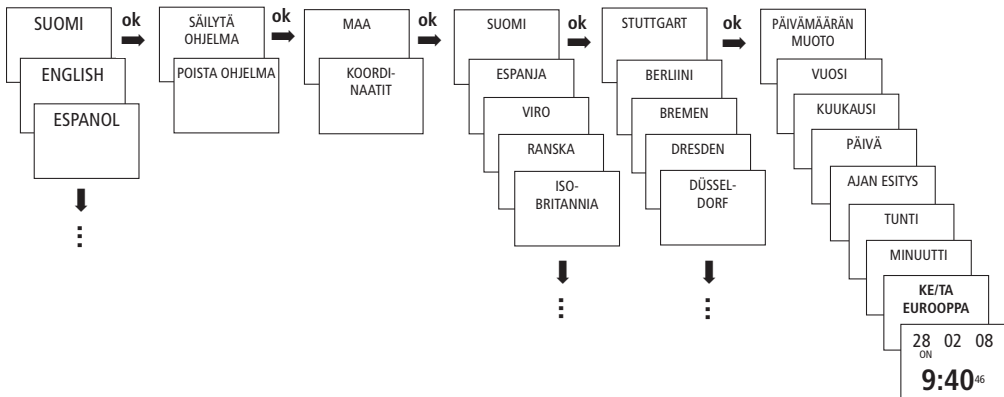 SUOMI
ENGLISH
ESPANOL
ok
SÄILYTÄ
OHJELMA
POISTA OHJELMA
ok
MAA
KOORDI-
NAATIT
ok
SUOMI
ESPANJA
VIRO
RANSKA
ISO-
BRITANNIA
ok
STUTTGART
BERLIINI
BREMEN
DRESDEN
DÜSSEL-
DORF
ok
PÄIVÄMÄÄRÄN
MUOTO
VUOSI
KUUKAUSI
PÄIVÄ
AJAN ESITYS
TUNTI
MINUUTTI
KE/TA
EUROOPPA
28 02 08
ON
9:40 46